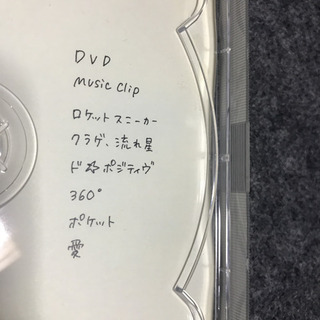 DVD
Music Clip
ロケットスニーカー
クラゲ、流れ星
ド☆ポジティヴ
360°
ポケット
愛